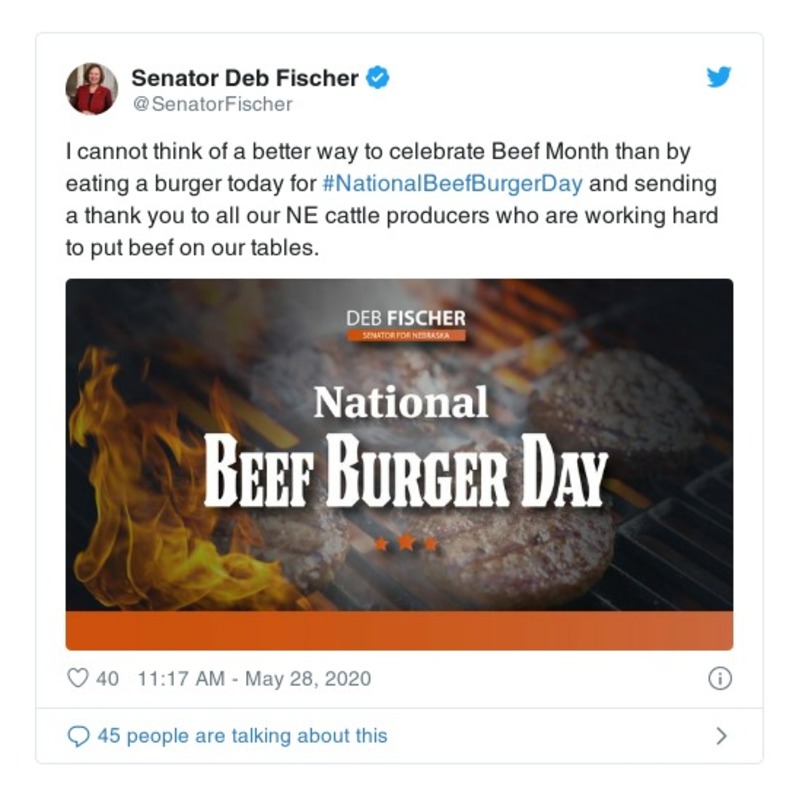 Senator Deb Fischer
@SenatorFischer
I cannot think of a better way to celebrate Beef Month than by
eating a burger today for #NationalBeefBurgerDay and sending
a thank you to all our NE cattle producers who are working hard
to put beef on our tables.
DEB FISCHER
SENATOR FOR NEBRASKA
National
BEEF BURGER DAY
40 11:17 AM - May 28, 2020
45 people are talking about this